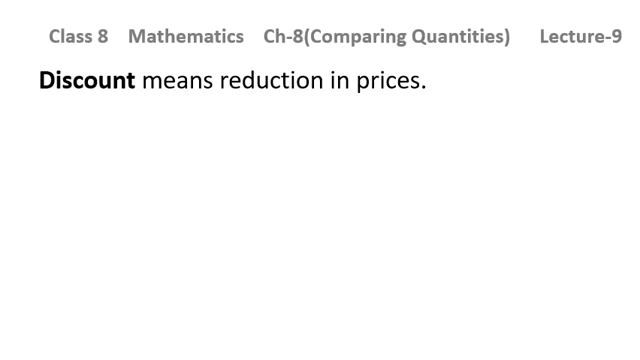 Class 8 Mathematics Ch-8(Comparing Quantities) Lecture-9
Discount means reduction in prices.